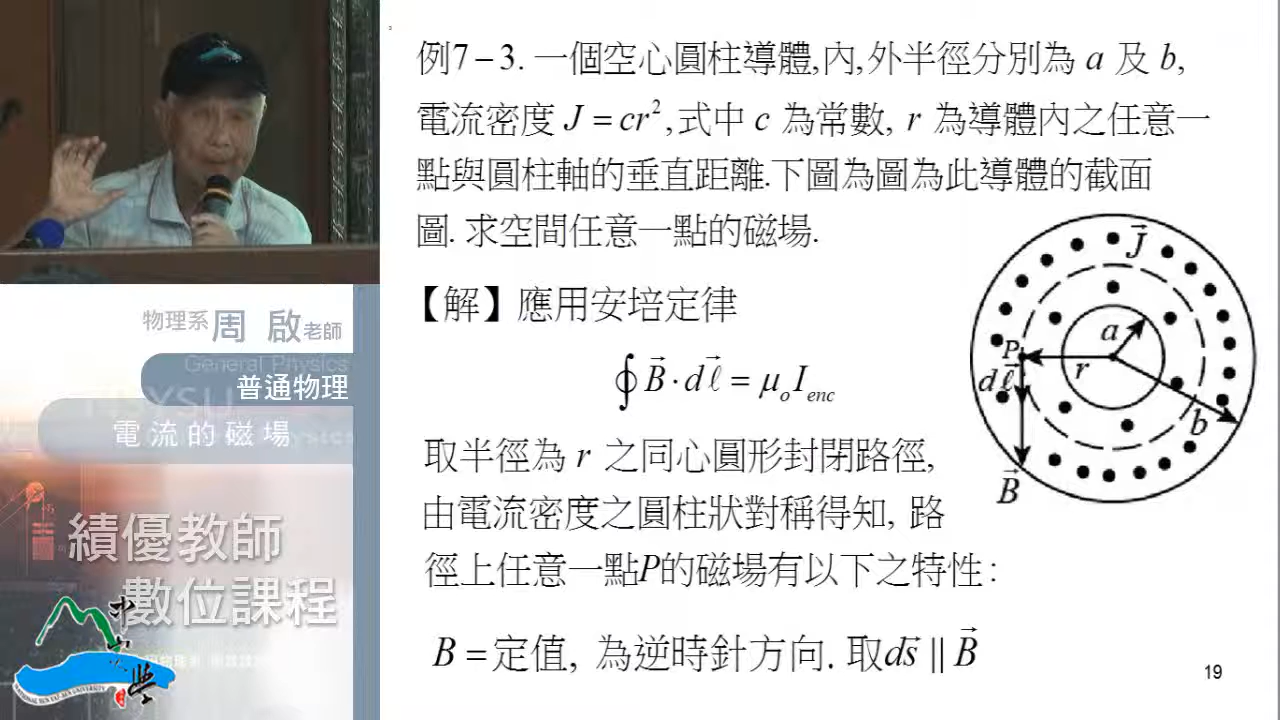 例7－3. 一個空心圓柱導體,內,外半徑分別為 a 及 b,
電流密度 J = cr², 式中 c 為常數, r 為導體內之任意一
點與圓柱軸的垂直距離.下圖為圖為此導體的截面
圖. 求空間任意一點的磁場.
【解】應用安培定律
∮B⃗ · dℓ⃗ = μₒIenc
取半徑為 r 之同心圓形封閉路徑,
由電流密度之圓柱狀對稱得知, 路
徑上任意一點P的磁場有以下之特性:
B = 定值, 為逆時針方向. 取ds⃗ || B⃗
J⃗
a
P
r
dℓ⃗
b
B⃗
19
物理系 周 啟 老師
General Physics
普通物理
電流的磁場
績優教師
數位課程